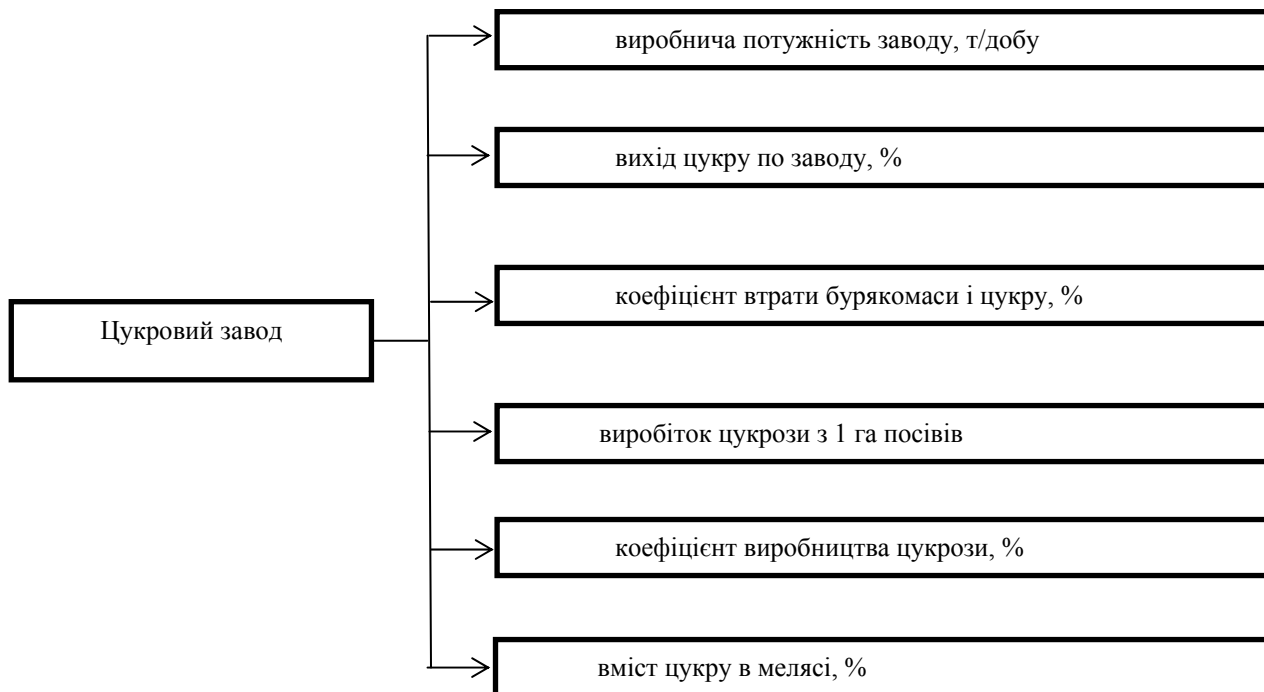 виробнича потужність заводу, т/добу
вихід цукру по заводу, %
коефіцієнт втрати бурякомаси і цукру, %
Цукровий завод
виробіток цукрози з 1 га посівів
коефіцієнт виробництва цукрози, %
вміст цукру в мелясі, %